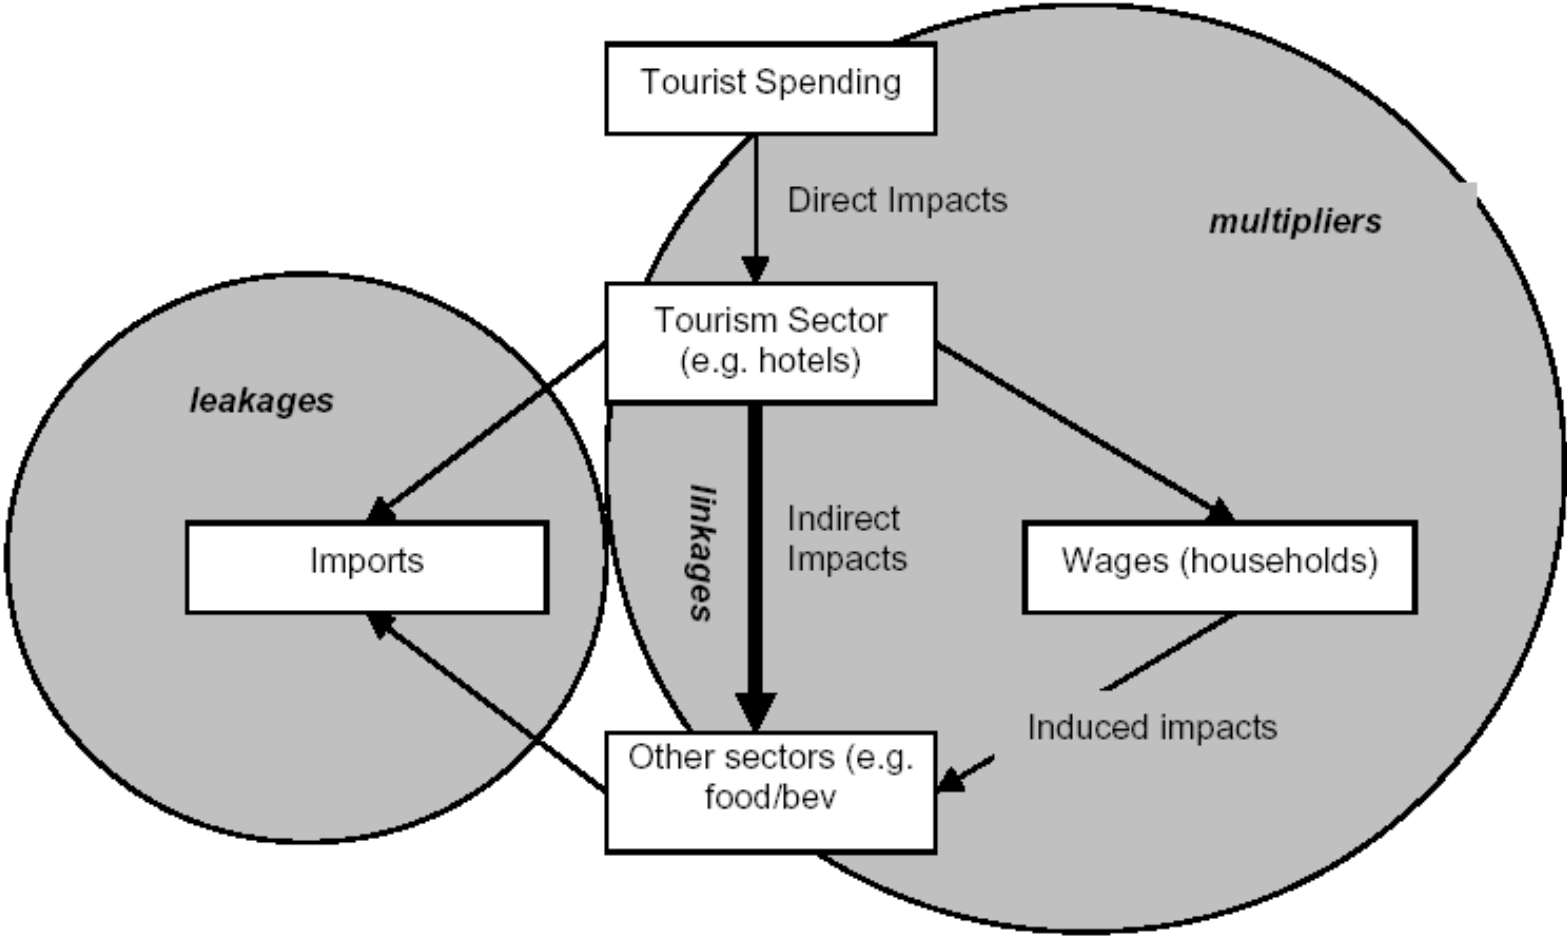 Tourist Spending
Direct Impacts
multipliers
Tourism Sector
(e.g. hotels)
leakages
linkages
Indirect
Impacts
Imports
Wages (households)
Induced impacts
Other sectors (e.g.
food/bev